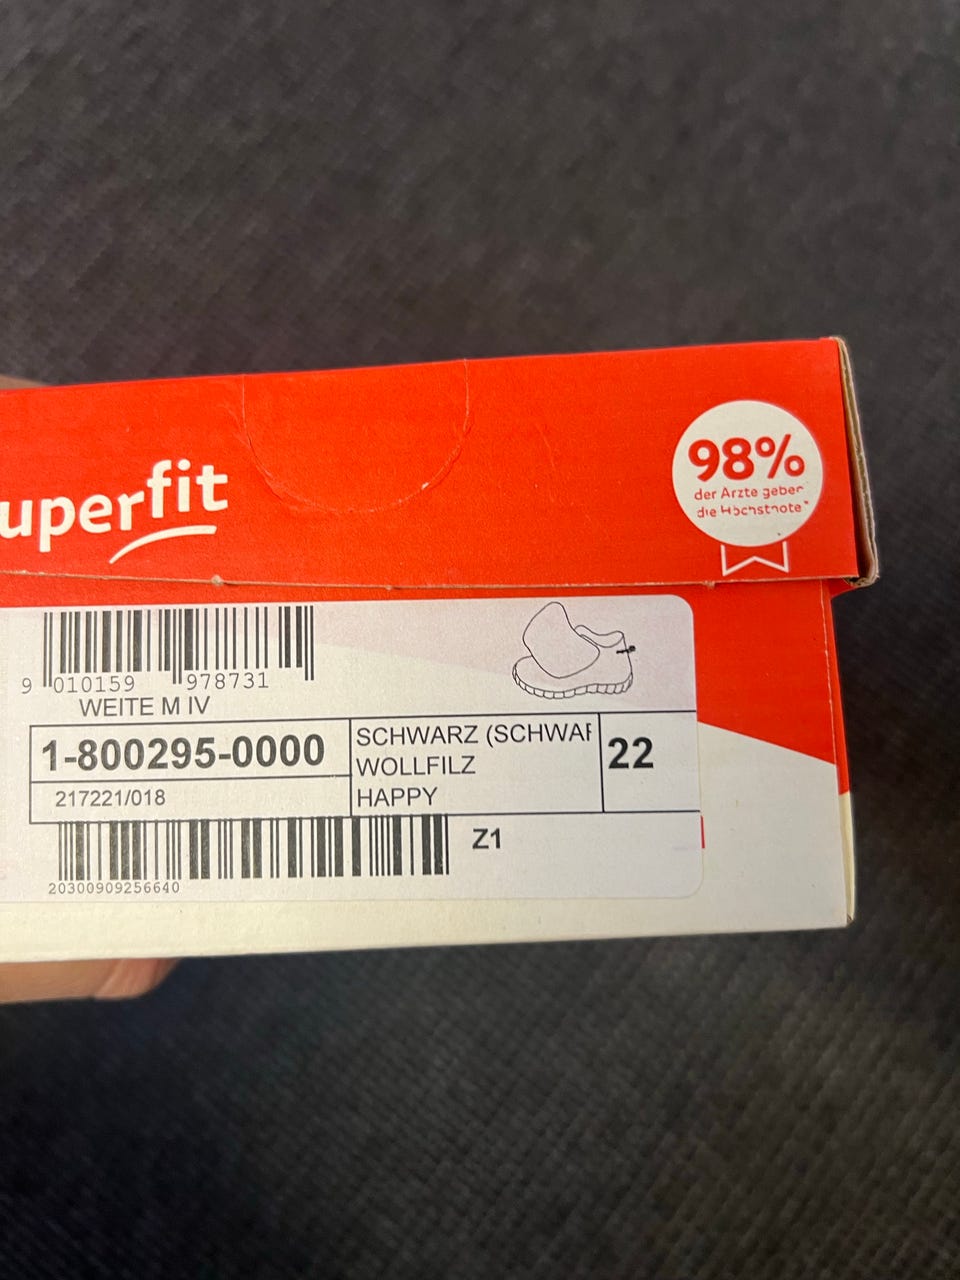 uperfit
98%
der Ärzte geben
die Höchstnote*
9 010159 978731
WEITE M IV
1-800295-0000
SCHWARZ (SCHWAR
WOLLFILZ
HAPPY
22
217221/018
Z1
20300909256640